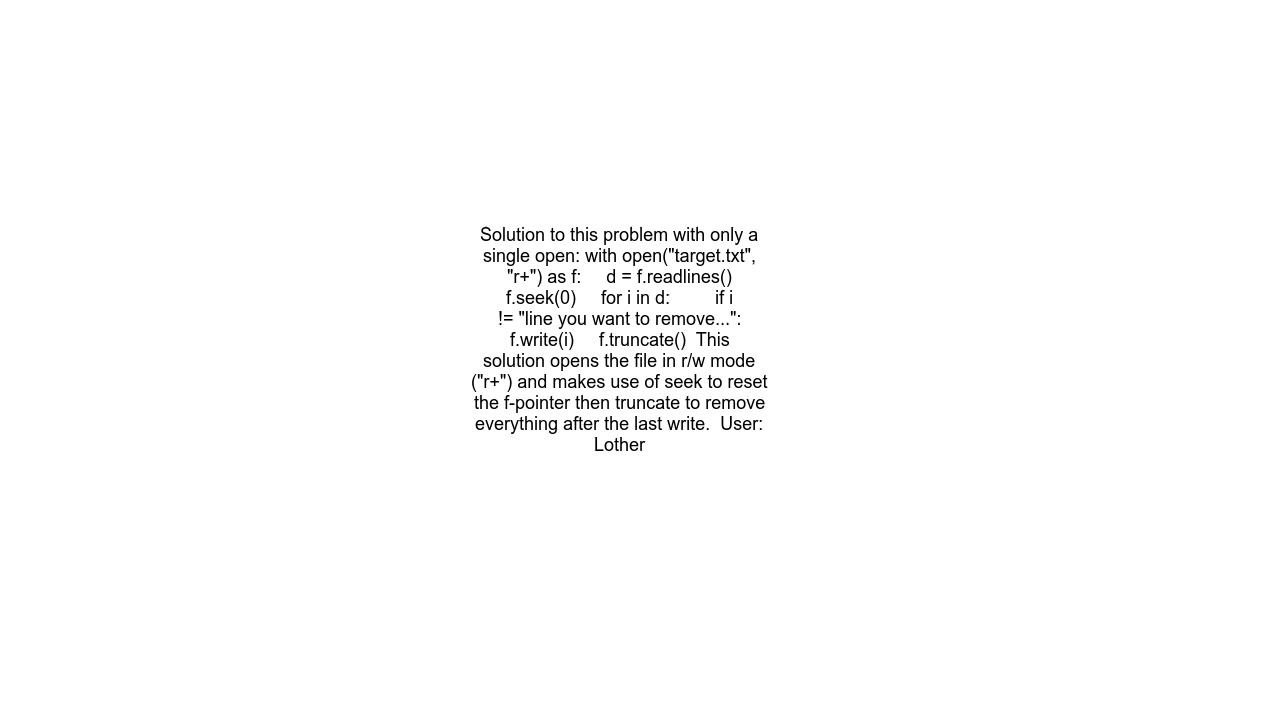 Solution to this problem with only a
single open: with open("target.txt",
"r+") as f:     d = f.readlines()
f.seek(0)     for i in d:         if i
!= "line you want to remove...":
f.write(i)     f.truncate()  This
solution opens the file in r/w mode
("r+") and makes use of seek to reset
the f-pointer then truncate to remove
everything after the last write.  User:
Lother